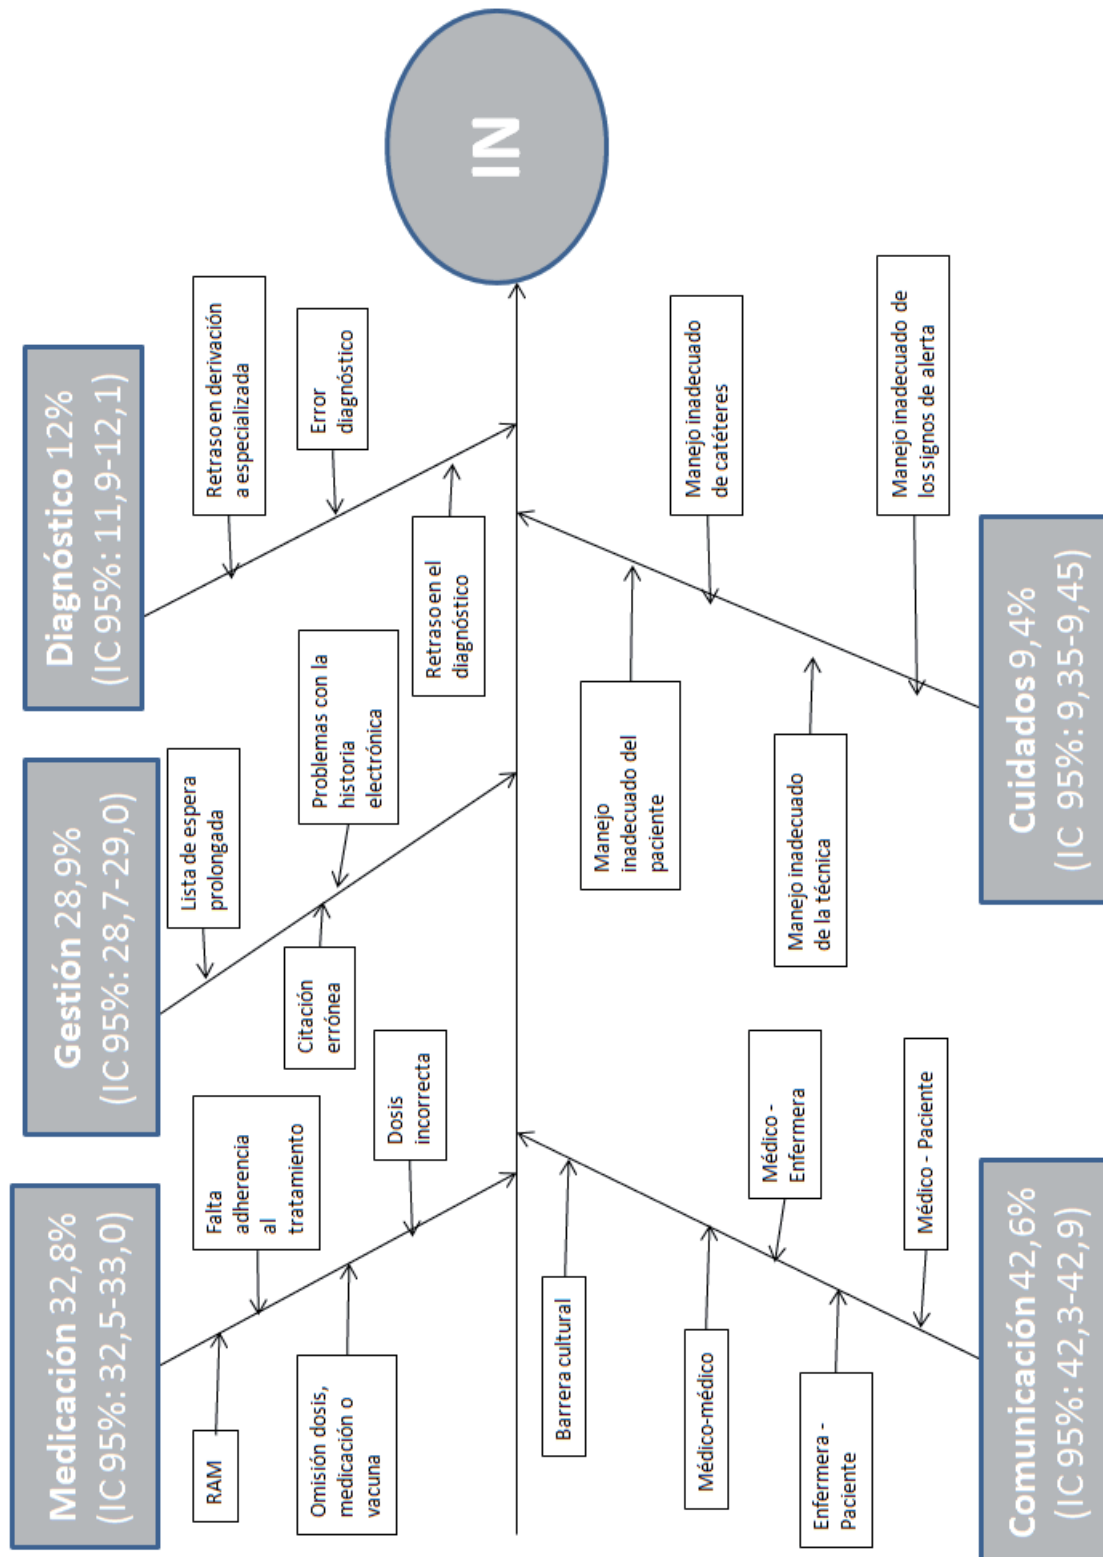 Medicación 32,8%
(IC 95%: 32,5-33,0)
Gestión 28,9%
(IC 95%: 28,7-29,0)
Diagnóstico 12%
(IC 95%: 11,9-12,1)
RAM
Falta
adherencia
al
tratamiento
Omisión dosis,
medicación o
vacuna
Dosis
incorrecta
Lista de espera
prolongada
Citación
errónea
Problemas con la
historia
electrónica
Retraso en derivación
a especializada
Error
diagnóstico
Retraso en el
diagnóstico
IN
Barrera cultural
Médico-médico
Médico -
Enfermera
Enfermera -
Paciente
Médico - Paciente
Manejo
inadecuado del
paciente
Manejo inadecuado
de catéteres
Manejo inadecuado
de la técnica
Manejo inadecuado de
los signos de alerta
Comunicación 42,6%
(IC 95%: 42,3-42,9)
Cuidados 9,4%
(IC 95%: 9,35-9,45)